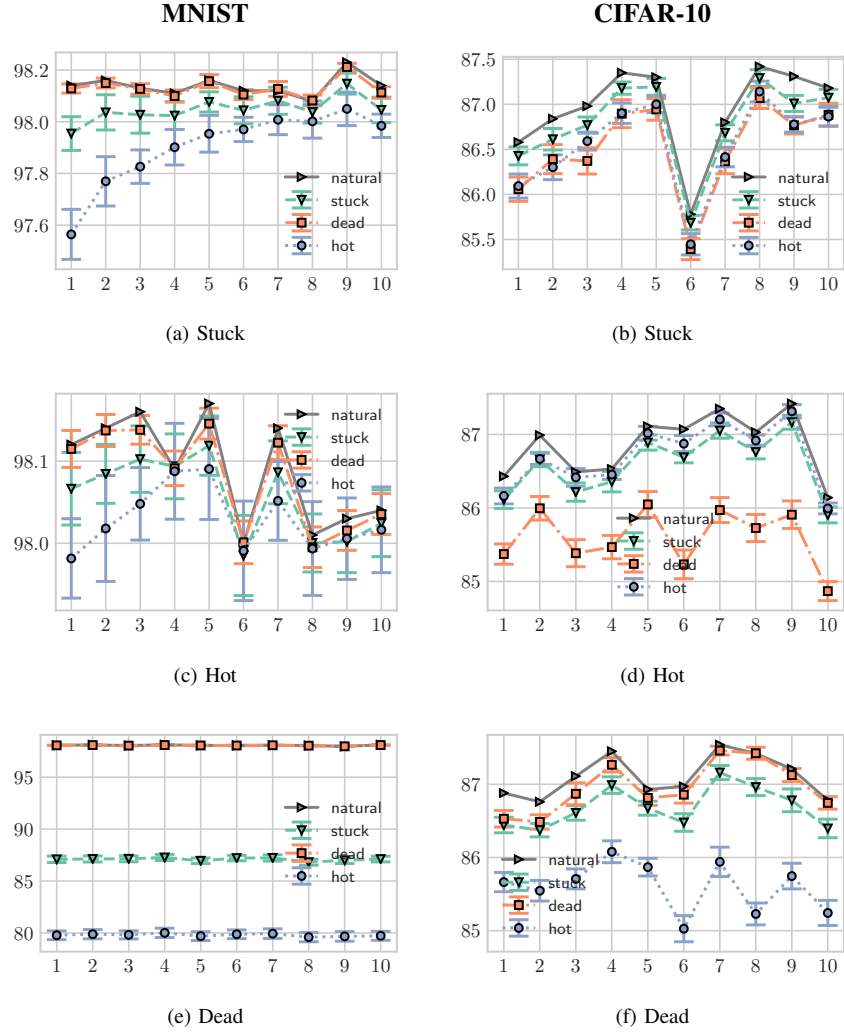 MNIST
CIFAR-10
98.2
98.0
97.8
97.6
natural
stuck
dead
hot
1 2 3 4 5 6 7 8 9 10
(a) Stuck
87.5
87.0
86.5
86.0
85.5
natural
stuck
dead
hot
1 2 3 4 5 6 7 8 9 10
(b) Stuck
98.1
98.0
natural
stuck
dead
hot
1 2 3 4 5 6 7 8 9 10
(c) Hot
87
86
85
natural
stuck
dead
hot
1 2 3 4 5 6 7 8 9 10
(d) Hot
95
90
87
85
80
natural
stuck
dead
hot
1 2 3 4 5 6 7 8 9 10
(e) Dead
87
86
85
natural
stuck
dead
hot
1 2 3 4 5 6 7 8 9 10
(f) Dead